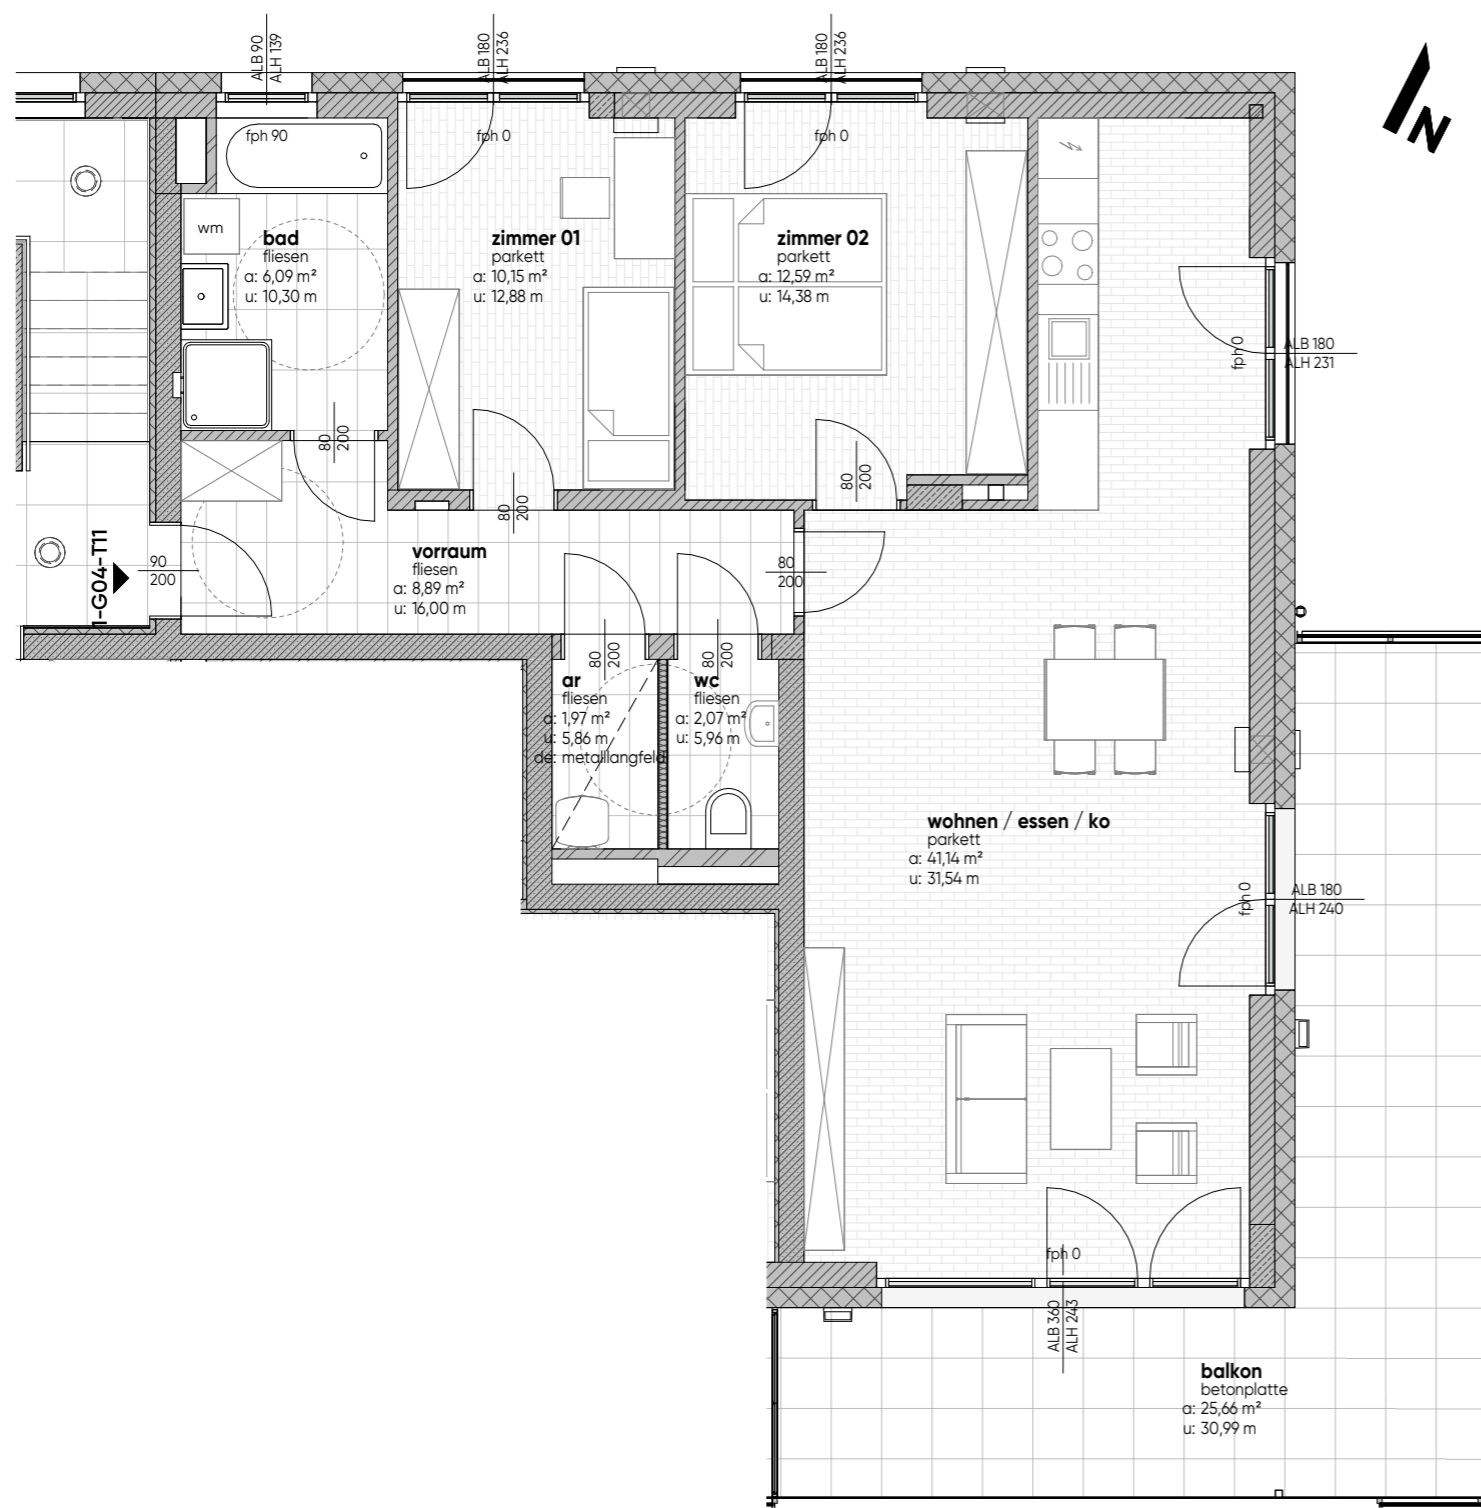 ALB 90
ALH 139
ALB 180
ALH 236
ALB 180
ALH 236
N
fph 90
fph 0
fph 0
wm
bad
fliesen
a: 6,09 m²
u: 10,30 m
zimmer 01
parkett
a: 10,15 m²
u: 12,88 m
zimmer 02
parkett
a: 12,59 m²
u: 14,38 m
fph 0
ALB 180
ALH 231
80
200
80
200
80
200
1-G04-T11
90
200
vorraum
fliesen
a: 8,89 m²
u: 16,00 m
80
200
80
200
80
200
ar
fliesen
a: 1,97 m²
u: 5,86 m
de: metalllangfeld
wc
fliesen
a: 2,07 m²
u: 5,96 m
wohnen / essen / ko
parkett
a: 41,14 m²
u: 31,54 m
fph 0
ALB 180
ALH 240
fph 0
ALB 360
ALH 243
balkon
betonplatte
a: 25,66 m²
u: 30,99 m